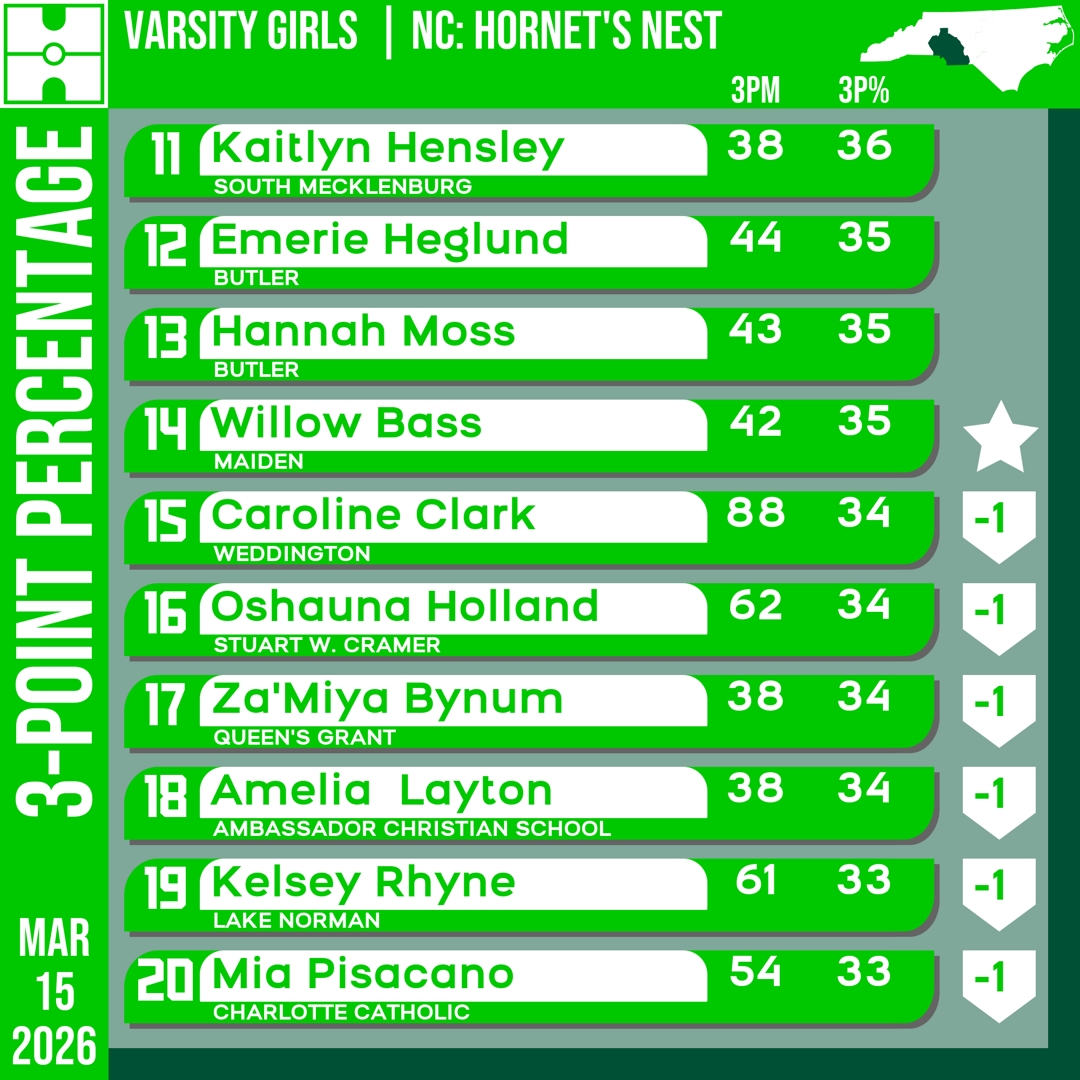 VARSITY GIRLS | NC: HORNET'S NEST
3PM 3P%
3-POINT PERCENTAGE
11 Kaitlyn Hensley 38 36
SOUTH MECKLENBURG
12 Emerie Heglund 44 35
BUTLER
13 Hannah Moss 43 35
BUTLER
14 Willow Bass 42 35
MAIDEN
15 Caroline Clark 88 34 -1
WEDDINGTON
16 Oshauna Holland 62 34 -1
STUART W. CRAMER
17 Za'Miya Bynum 38 34 -1
QUEEN'S GRANT
18 Amelia  Layton 38 34 -1
AMBASSADOR CHRISTIAN SCHOOL
19 Kelsey Rhyne 61 33 -1
LAKE NORMAN
20 Mia Pisacano 54 33 -1
CHARLOTTE CATHOLIC
MAR
15
2026